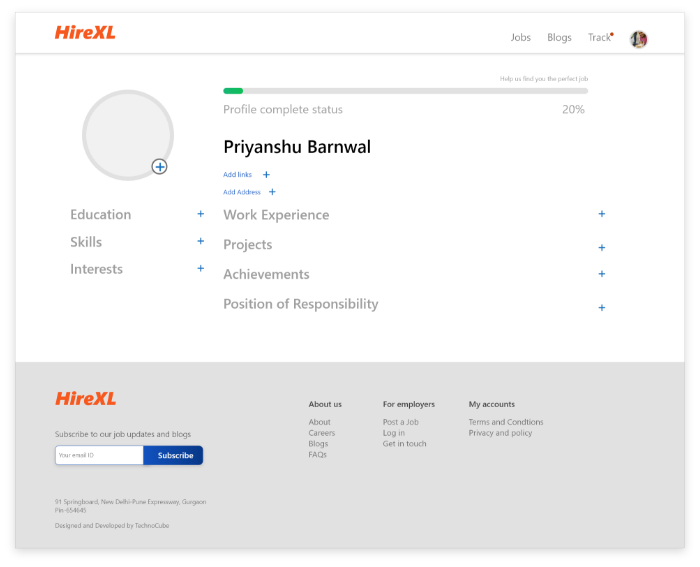 HireXL
Jobs
Blogs
Track
Help us find you the perfect job
Profile complete status
20%
Priyanshu Barnwal
Add links
Add Address
Education
Skills
Interests
Work Experience
Projects
Achievements
Position of Responsibility
HireXL
Subscribe to our job updates and blogs
Your email ID
Subscribe
About us
About
Careers
Blogs
FAQs
For employers
Post a Job
Log in
Get in touch
My accounts
Terms and Condtions
Privacy and policy
91 Springboard, New Delhi-Pune Expressway, Gurgaon
Pin-654645
Designed and Developed by TechnoCube